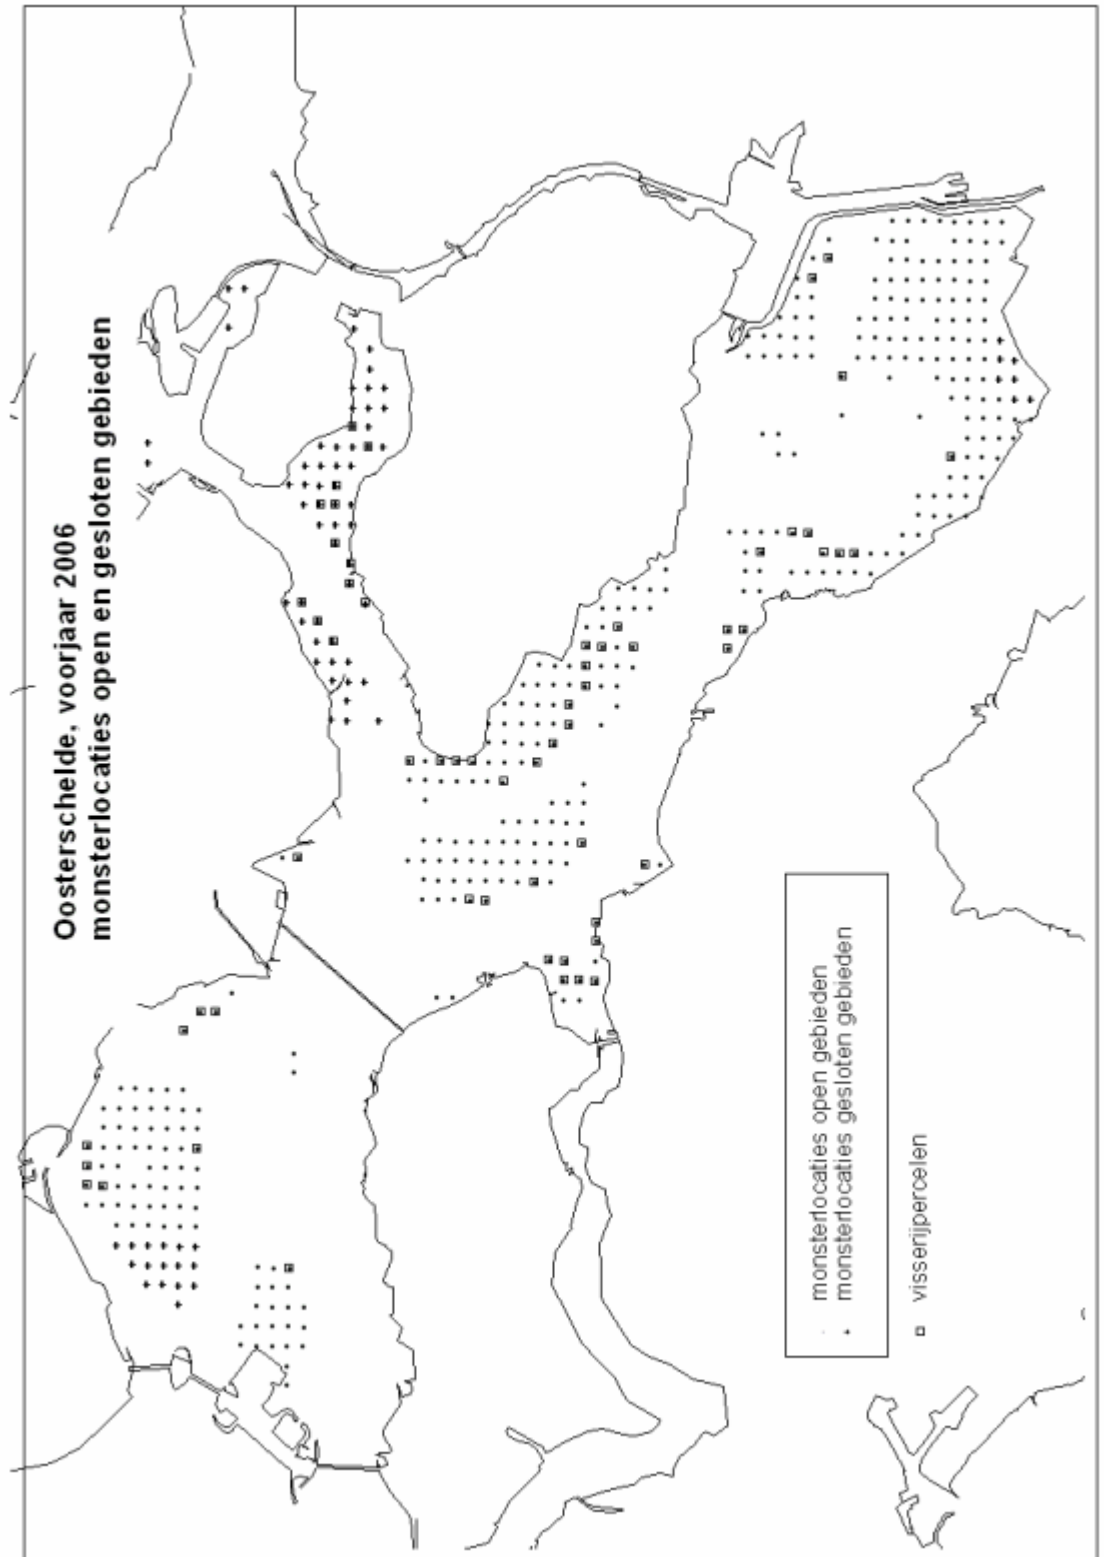 Oosterschelde, voorjaar 2006
monsterlocaties open en gesloten gebieden
monsterlocaties open gebieden
monsterlocaties gesloten gebieden
visserijpercelen